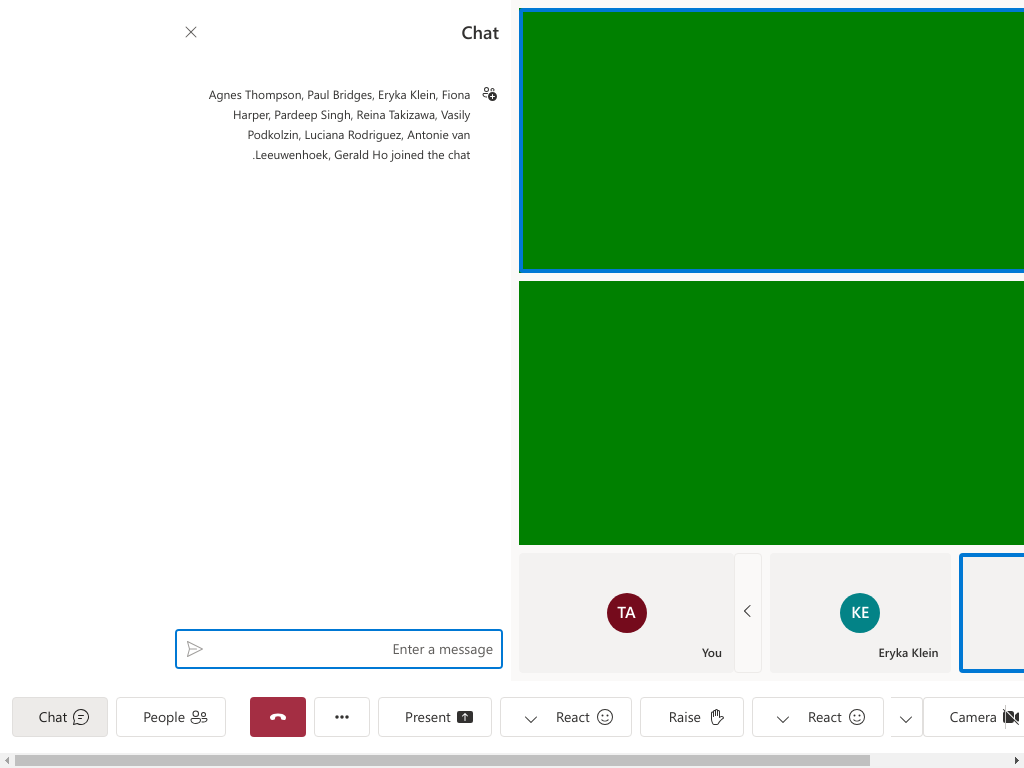 Chat
Agnes Thompson, Paul Bridges, Eryka Klein, Fiona
Harper, Pardeep Singh, Reina Takizawa, Vasily
Podkolzin, Luciana Rodriguez, Antonie van
.Leeuwenhoek, Gerald Ho joined the chat
Enter a message
TA
You
KE
Eryka Klein
Chat
People
Present
React
Raise
React
Camera